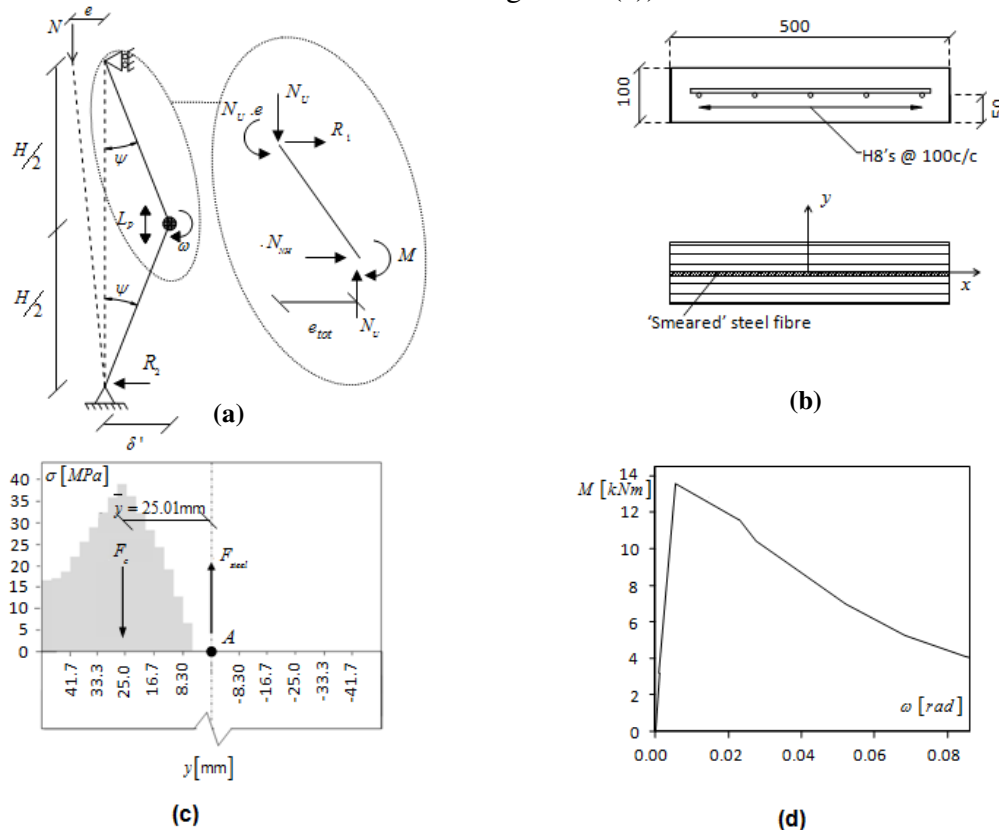 e
N
H/2
H/2
ψ
ψ
L_p
ω
R_2
δ'
N_U
N_U . e
R_1
N_NH
M
e_tot
N_U
(a)
500
100
50
H8's @ 100c/c
y
x
'Smeared' steel fibre
(b)
σ [MPa]
40
35
30
25
20
15
10
5
0
y = 25.01mm
F_c
F_steel
A
41.7
33.3
25.0
16.7
8.30
-8.30
-16.7
-25.0
-33.3
-41.7
y[mm]
(c)
M [kNm]
14
12
10
8
6
4
2
0
ω [rad]
0.00
0.02
0.04
0.06
0.08
(d)